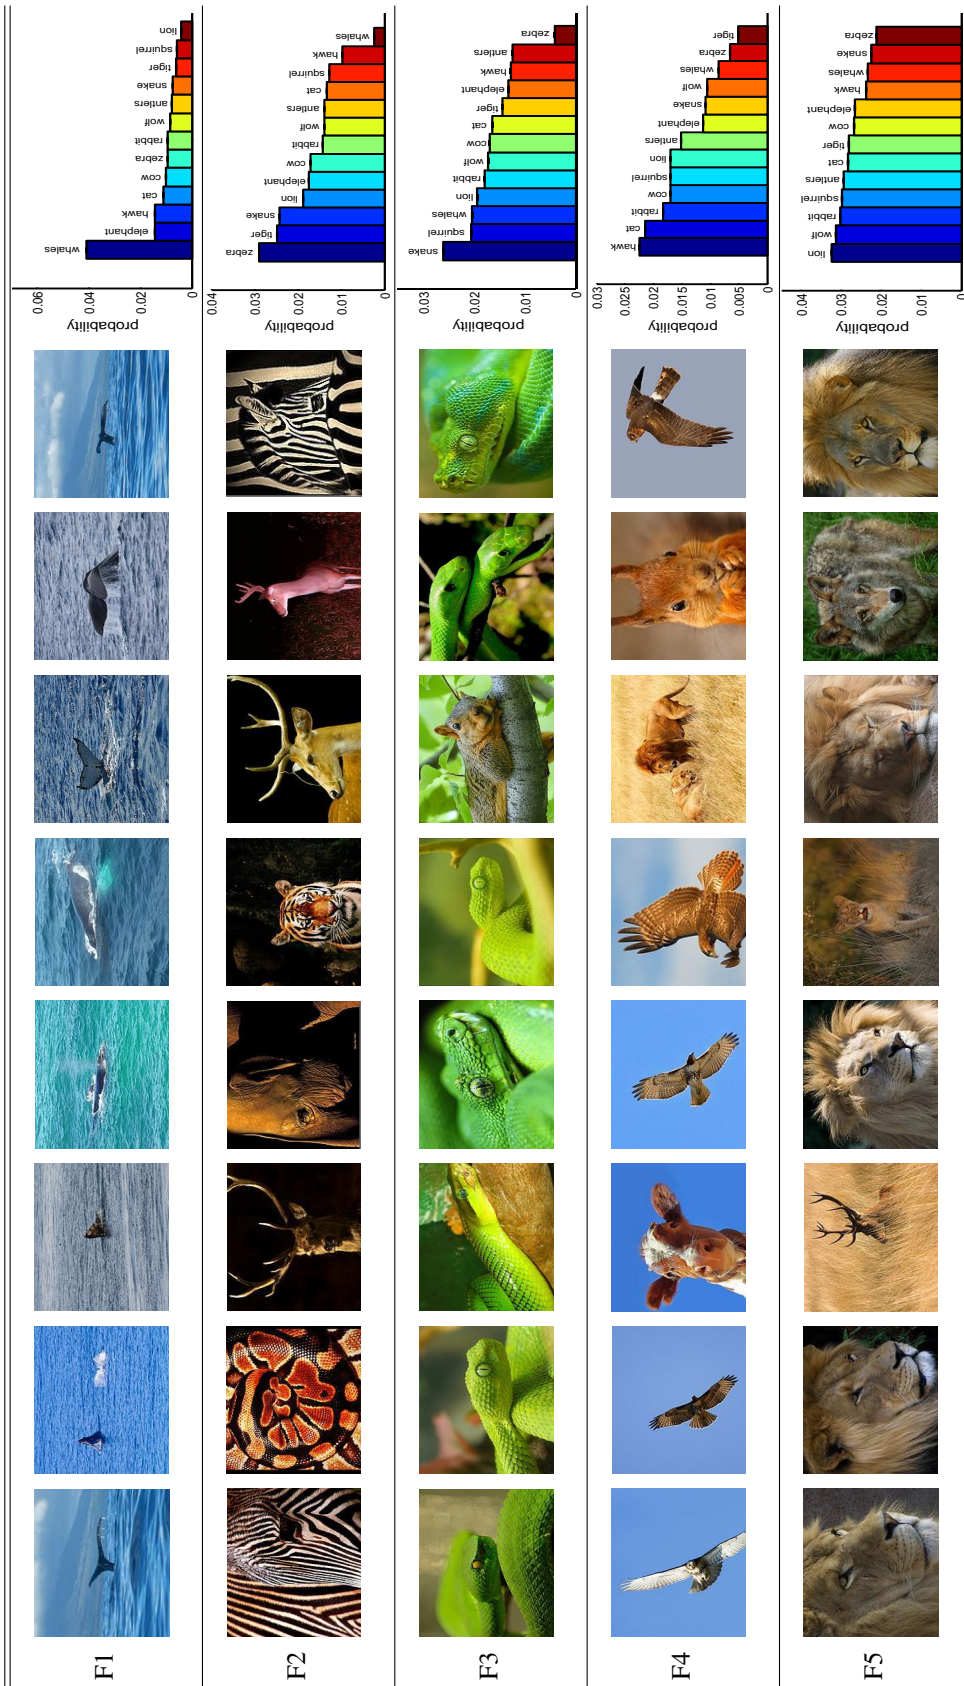 F1
whales
elephant
hawk
cat
cow
zebra
rabbit
wolf
antlers
snake
tiger
squirrel
lion
0
0.02
0.04
0.06
probability
F2
zebra
tiger
snake
lion
elephant
cow
rabbit
wolf
antlers
cat
squirrel
hawk
whales
0
0.01
0.02
0.03
0.04
probability
F3
snake
squirrel
whales
lion
rabbit
wolf
cow
cat
tiger
elephant
hawk
antlers
zebra
0
0.01
0.02
0.03
probability
F4
hawk
cat
rabbit
cow
squirrel
lion
antlers
elephant
snake
wolf
whales
zebra
tiger
0
0.005
0.01
0.015
0.02
0.025
0.03
probability
F5
lion
wolf
rabbit
squirrel
antlers
cat
tiger
cow
elephant
hawk
whales
snake
zebra
0
0.01
0.02
0.03
0.04
probability